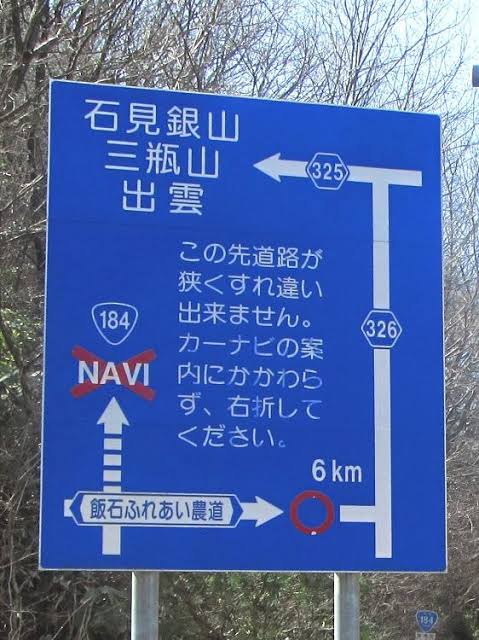 石見銀山
三瓶山
出雲
325
この先道路が
狭くすれ違い
出来ません。
カーナビの案
内にかかわら
ず、右折して
ください。
184
NAVI
326
6km
飯石ふれあい農道
184